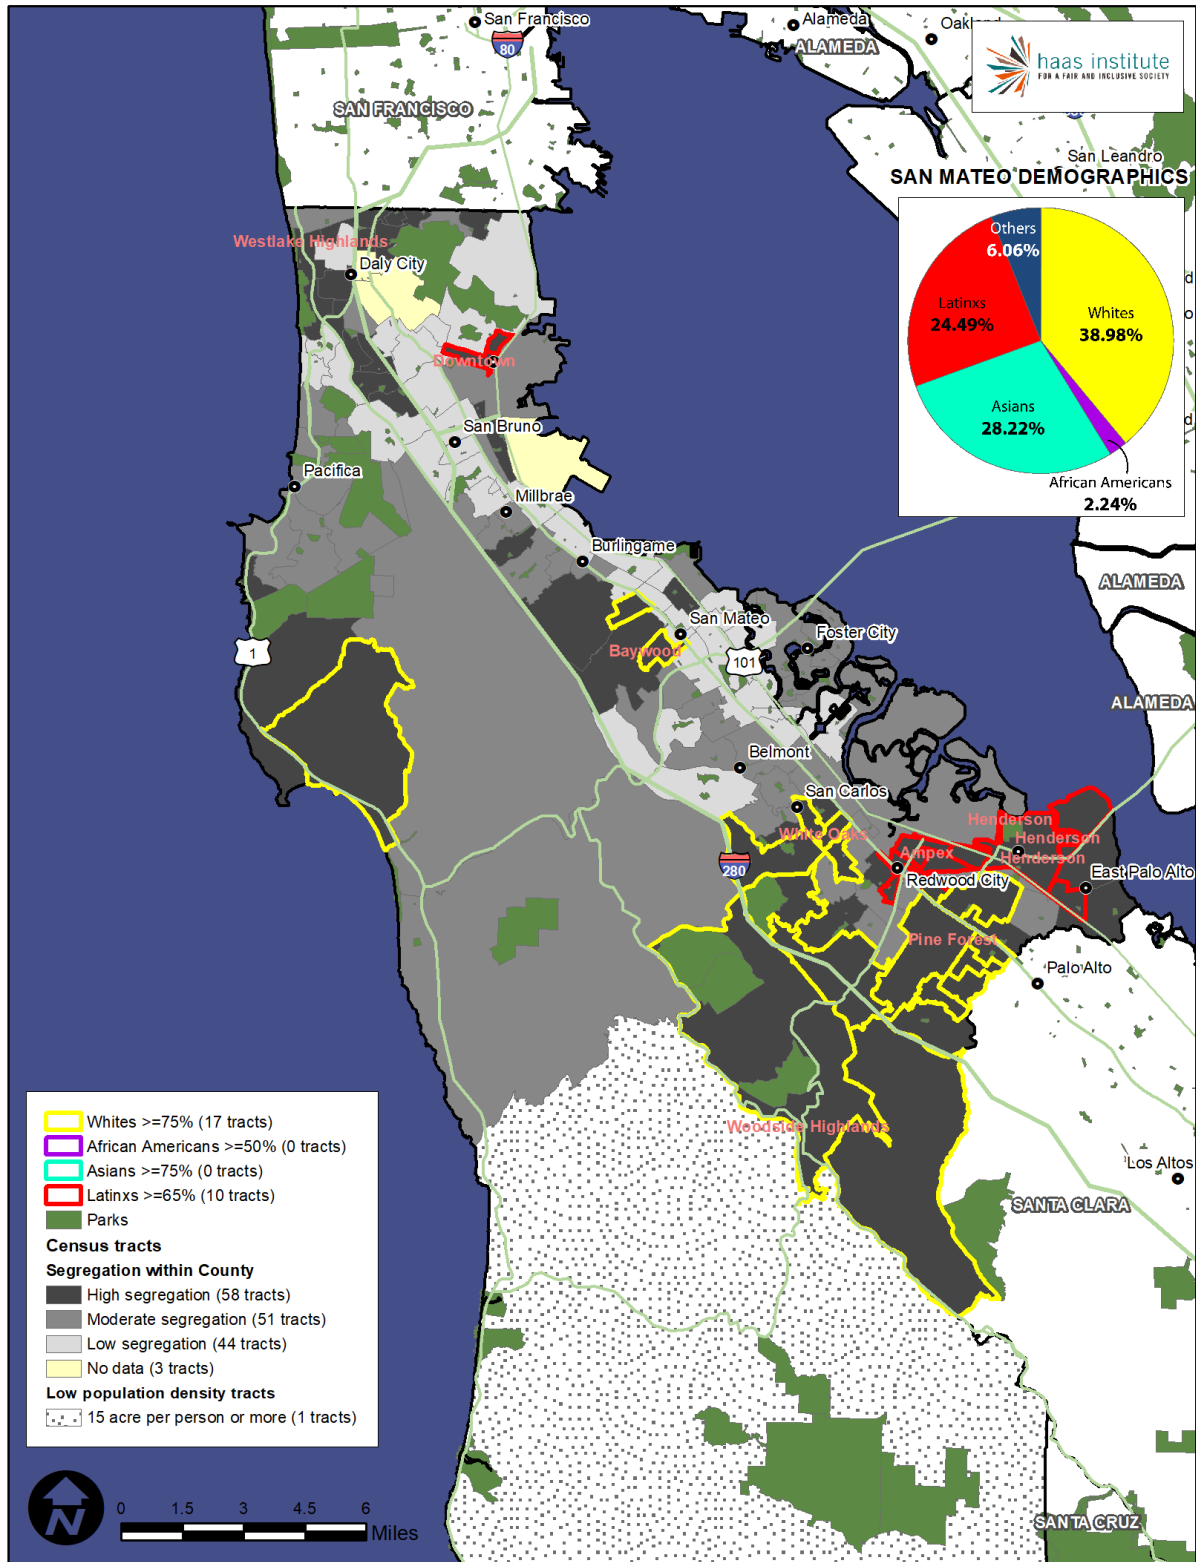 San Francisco
80
Alameda
ALAMEDA
haas institute
FOR A FAIR AND INCLUSIVE SOCIETY
SAN FRANCISCO
San Leandro
SAN MATEO DEMOGRAPHICS
Others
6.06%
Latinxs
24.49%
Whites
38.98%
Asians
28.22%
African Americans
2.24%
Westlake Highlands
Daly City
Downtown
San Bruno
Pacifica
Millbrae
Burlingame
ALAMEDA
San Mateo
Foster City
Baywood
1
101
ALAMEDA
Belmont
San Carlos
White Oaks
Henderson
Henderson
Henderson
Ampex
280
Redwood City
East Palo Alto
Pine Forest
Palo Alto
Woodside Highlands
Los Altos
SANTA CLARA
SANTA CRUZ
Whites >=75% (17 tracts)
African Americans >=50% (0 tracts)
Asians >=75% (0 tracts)
Latinxs >=65% (10 tracts)
Parks
Census tracts
Segregation within County
High segregation (58 tracts)
Moderate segregation (51 tracts)
Low segregation (44 tracts)
No data (3 tracts)
Low population density tracts
15 acre per person or more (1 tracts)
N
0 1.5 3 4.5 6
Miles